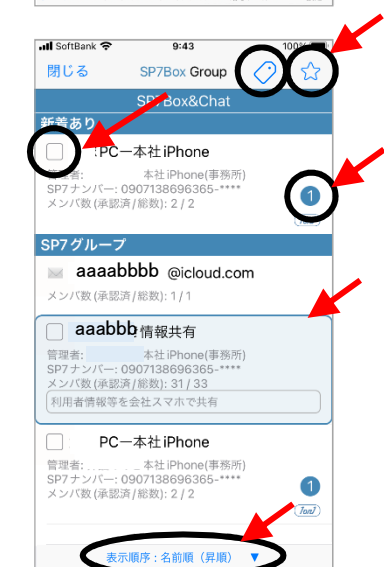 SoftBank 9:43 100%
閉じる SP7Box Group
SP7Box&Chat
新着あり
PCー本社iPhone
管理者: 本社iPhone(事務所)
SP7ナンバー: 09071386963​65-****
メンバ数(承認済/総数): 2 / 2
1
SP7グループ
aaaabbbb @icloud.com
メンバ数(承認済/総数): 1 / 1
aaabbb 情報共有
管理者: 本社iPhone(事務所)
SP7ナンバー: 0907138696365-****
メンバ数(承認済/総数): 31 / 33
利用者情報等を会社スマホで共有
PCー本社iPhone
管理者: 本社iPhone(事務所)
SP7ナンバー: 0907138696365-****
メンバ数(承認済/総数): 2 / 2
1
表示順序:名前順（昇順） ▼